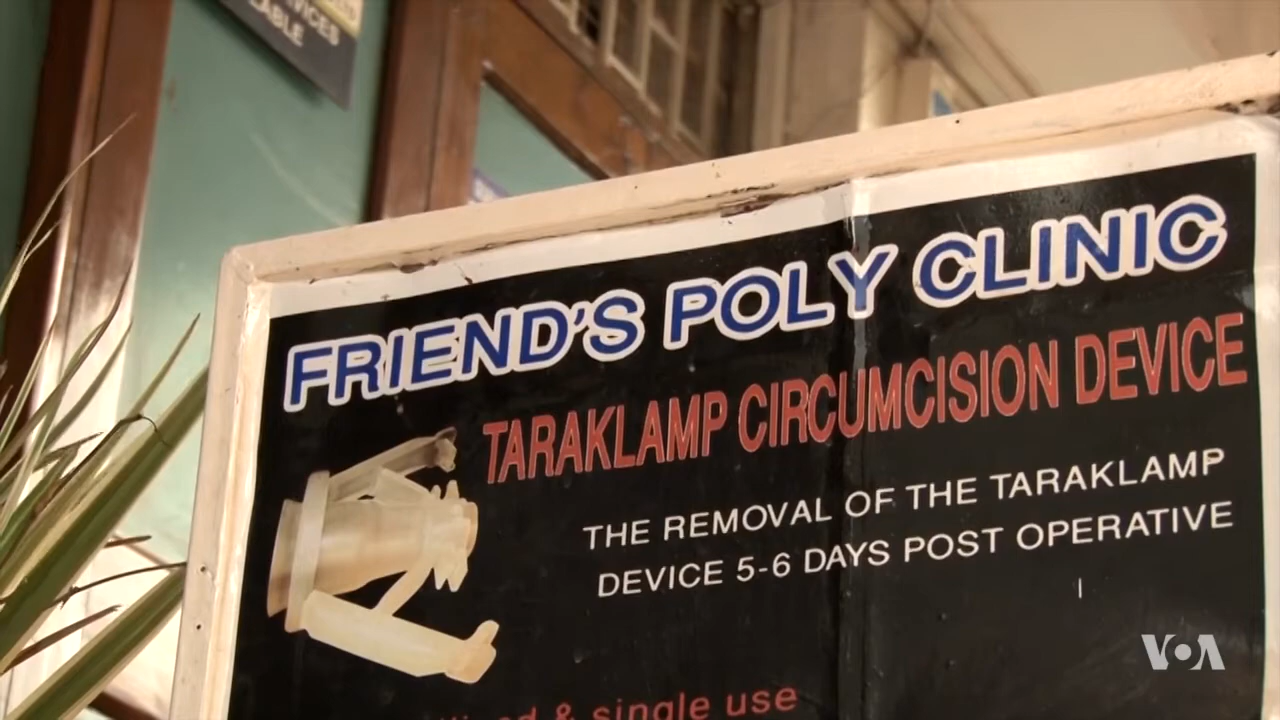 FRIEND'S POLY CLINIC
TARAKLAMP CIRCUMCISION DEVICE
THE REMOVAL OF THE TARAKLAMP
DEVICE 5-6 DAYS POST OPERATIVE
& single use
VOA